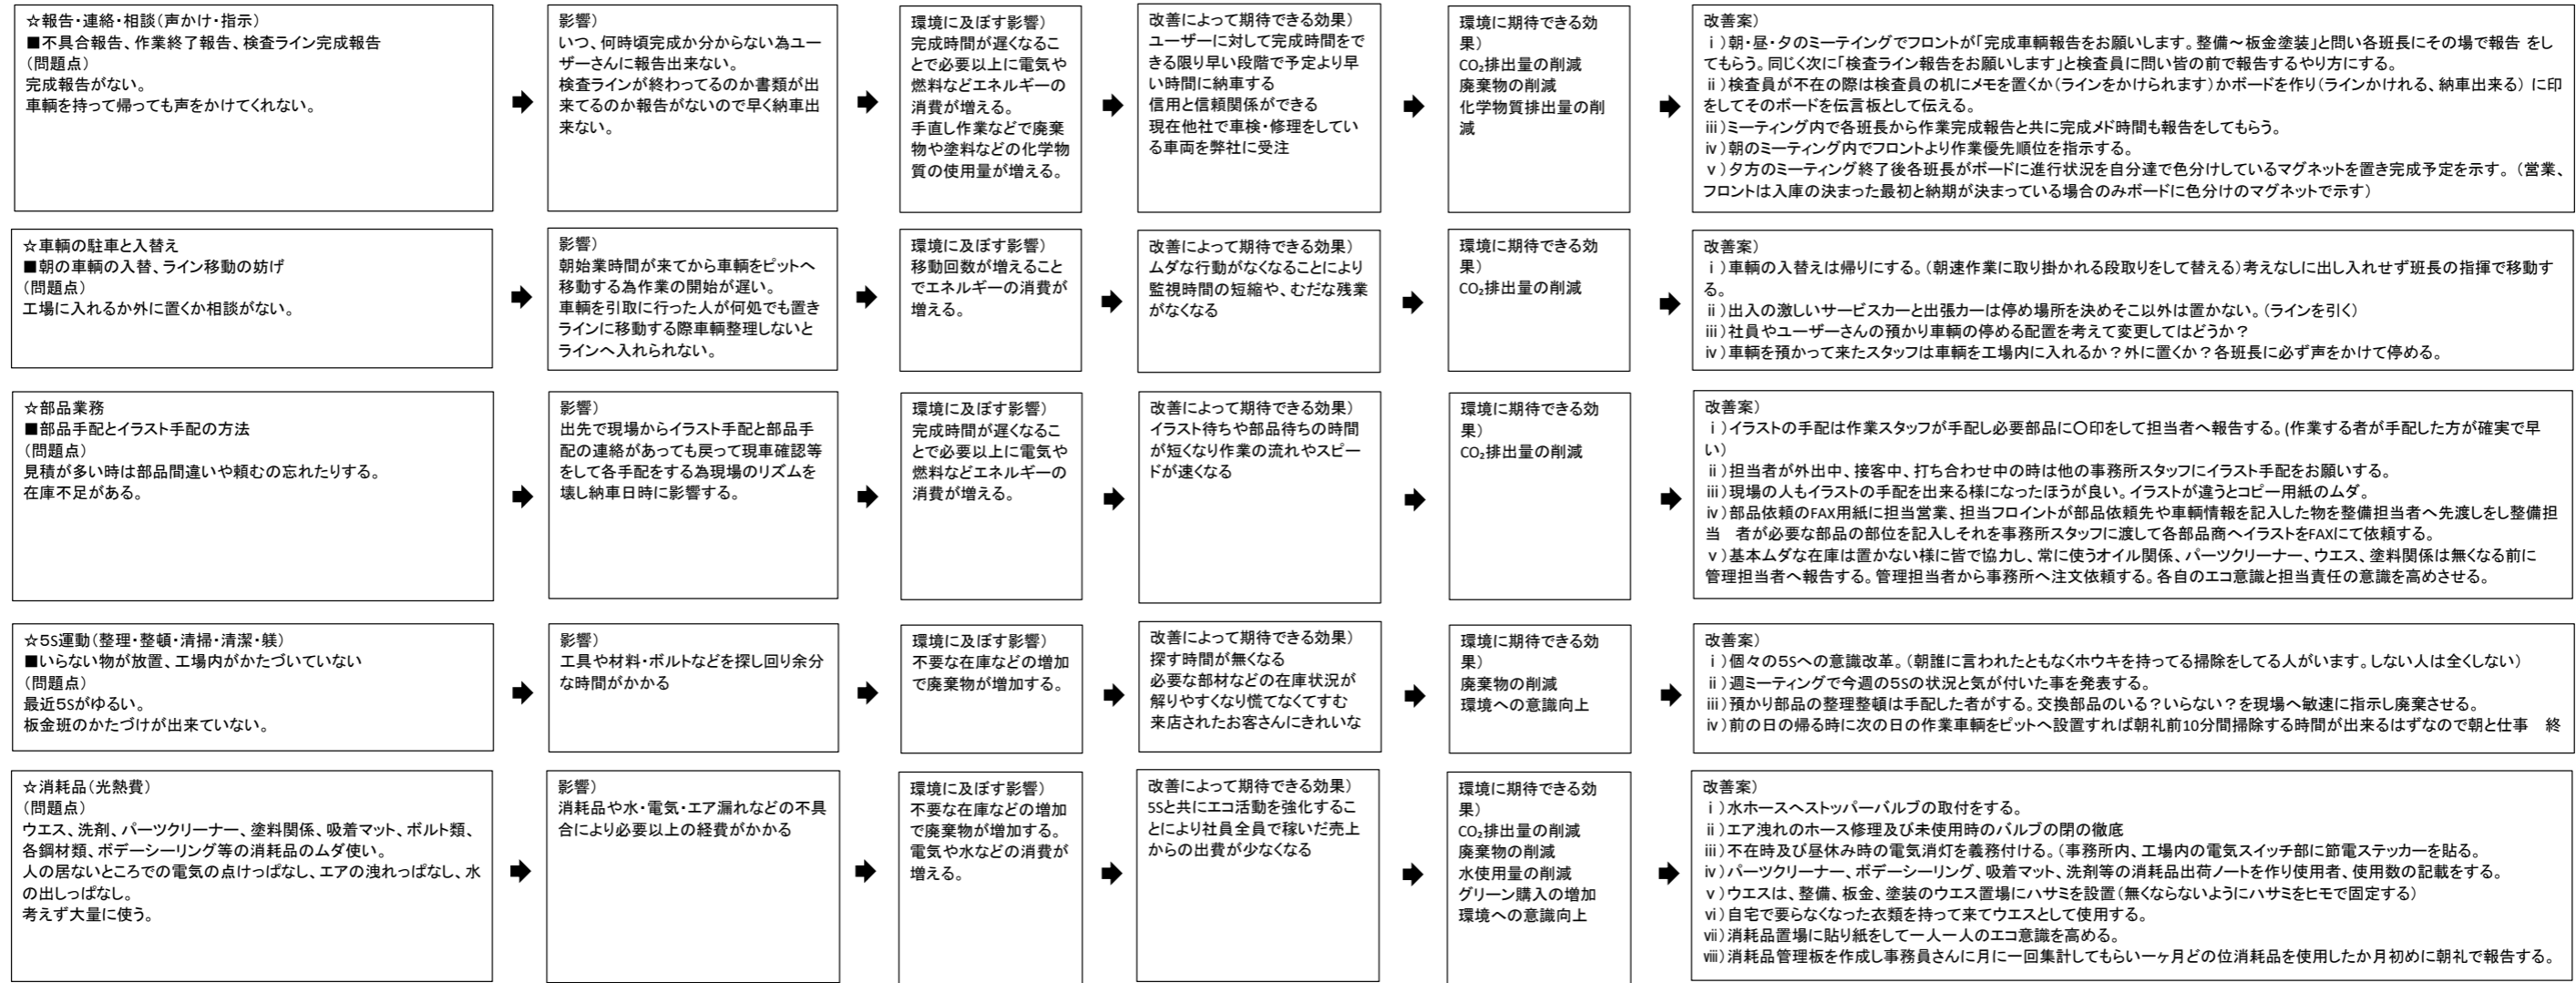 ☆報告・連絡・相談(声かけ・指示)
■不具合報告、作業終了報告、検査ライン完成報告
(問題点)
完成報告がない。
車輌を持って帰っても声をかけてくれない。
影響)
いつ、何時頃完成か分からない為ユー
ザーさんに報告出来ない。
検査ラインが終わってるのか書類が出
来てるのか報告がないので早く納車出
来ない。
環境に及ぼす影響)
完成時間が遅くなるこ
とで必要以上に電気や
燃料などエネルギーの
消費が増える。
手直し作業などで廃棄
物や塗料などの化学物
質の使用量が増える。
改善によって期待できる効果)
ユーザーに対して完成時間をで
きる限り早い段階で予定より早
い時間に納車する
信用と信頼関係ができる
現在他社で車検・修理をしてい
る車両を弊社に受注
環境に期待できる効
果)
CO₂排出量の削減
廃棄物の削減
化学物質排出量の削
減
改善案)
ⅰ)朝・昼・夕のミーテイングでフロントが「完成車輌報告をお願いします。整備～板金塗装」と問い各班長にその場で報告 をし
てもらう。同じく次に「検査ライン報告をお願いします」と検査員に問い皆の前で報告するやり方にする。
ⅱ)検査員が不在の際は検査員の机にメモを置くか(ラインをかけられます)かボードを作り(ラインかけれる、納車出来る) に印
をしてそのボードを伝言板として伝える。
ⅲ)ミーティング内で各班長から作業完成報告と共に完成メド時間も報告をしてもらう。
ⅳ)朝のミーティング内でフロントより作業優先順位を指示する。
ⅴ)夕方のミーティング終了後各班長がボードに進行状況を自分達で色分けしているマグネットを置き完成予定を示す。(営業、
フロントは入庫の決まった最初と納期が決まっている場合のみボードに色分けのマグネットで示す)
☆車輌の駐車と入替え
■朝の車輌の入替、ライン移動の妨げ
(問題点)
工場に入れるか外に置くか相談がない。
影響)
朝始業時間が来てから車輌をピットへ
移動する為作業の開始が遅い。
車輌を引取に行った人が何処でも置き
ラインに移動する際車輌整理しないと
ラインへ入れられない。
環境に及ぼす影響)
移動回数が増えること
でエネルギーの消費が
増える。
改善によって期待できる効果)
ムダな行動がなくなることにより
監視時間の短縮や、むだな残業
がなくなる
環境に期待できる効
果)
CO₂排出量の削減
改善案)
ⅰ)車輌の入替えは帰りにする。(朝速作業に取り掛かれる段取りをして替える)考えなしに出し入れせず班長の指揮で移動す
る。
ⅱ)出入の激しいサービスカーと出張カーは停め場所を決めそこ以外は置かない。(ラインを引く)
ⅲ)社員やユーザーさんの預かり車輌の停める配置を考えて変更してはどうか?
ⅳ)車輌を預かって来たスタッフは車輌を工場内に入れるか?外に置くか?各班長に必ず声をかけて停める。
☆部品業務
■部品手配とイラスト手配の方法
(問題点)
見積が多い時は部品間違いや頼むの忘れたりする。
在庫不足がある。
影響)
出先で現場からイラスト手配と部品手
配の連絡があっても戻って現車確認等
をして各手配をする為現場のリズムを
壊し納車日時に影響する。
環境に及ぼす影響)
完成時間が遅くなるこ
とで必要以上に電気や
燃料などエネルギーの
消費が増える。
改善によって期待できる効果)
イラスト待ちや部品待ちの時間
が短くなり作業の流れやスピー
ドが速くなる
環境に期待できる効
果)
CO₂排出量の削減
改善案)
ⅰ)イラストの手配は作業スタッフが手配し必要部品に〇印をして担当者へ報告する。(作業する者が手配した方が確実で早
い)
ⅱ)担当者が外出中、接客中、打ち合わせ中の時は他の事務所スタッフにイラスト手配をお願いする。
ⅲ)現場の人もイラストの手配を出来る様になったほうが良い。イラストが違うとコピー用紙のムダ。
ⅳ)部品依頼のFAX用紙に担当営業、担当フロイントが部品依頼先や車輌情報を記入した物を整備担当者へ先渡しをし整備担
当 者が必要な部品の部位を記入しそれを事務所スタッフに渡して各部品商へイラストをFAXにて依頼する。
ⅴ)基本ムダな在庫は置かない様に皆で協力し、常に使うオイル関係、パーツクリーナー、ウエス、塗料関係は無くなる前に
管理担当者へ報告する。管理担当者から事務所へ注文依頼する。各自のエコ意識と担当責任の意識を高めさせる。
☆5S運動(整理・整頓・清掃・清潔・躾)
■いらない物が放置、工場内がかたづいていない
(問題点)
最近5Sがゆるい。
板金班のかたづけが出来ていない。
影響)
工具や材料・ボルトなどを探し回り余分
な時間がかかる
環境に及ぼす影響)
不要な在庫などの増加
で廃棄物が増加する。
改善によって期待できる効果)
探す時間が無くなる
必要な部材などの在庫状況が
解りやすくなり慌てなくてすむ
来店されたお客さんにきれいな
環境に期待できる効
果)
廃棄物の削減
環境への意識向上
改善案)
ⅰ)個々の5Sへの意識改革。(朝誰に言われたともなくホウキを持ってる掃除をしてる人がいます。しない人は全くしない)
ⅱ)週ミーティングで今週の5Sの状況と気が付いた事を発表する。
ⅲ)預かり部品の整理整頓は手配した者がする。交換部品のいる?いらない?を現場へ敏速に指示し廃棄させる。
ⅳ)前の日の帰る時に次の日の作業車輌をピットへ設置すれば朝礼前10分間掃除する時間が出来るはずなので朝と仕事 終
☆消耗品(光熱費)
(問題点)
ウエス、洗剤、パーツクリーナー、塗料関係、吸着マット、ボルト類、
各鋼材類、ボデーシーリング等の消耗品のムダ使い。
人の居ないところでの電気の点けっぱなし、エアの洩れっぱなし、水
の出しっぱなし。
考えず大量に使う。
影響)
消耗品や水・電気・エア漏れなどの不具
合により必要以上の経費がかかる
環境に及ぼす影響)
不要な在庫などの増加
で廃棄物が増加する。
電気や水などの消費が
増える。
改善によって期待できる効果)
5Sと共にエコ活動を強化するこ
とにより社員全員で稼いだ売上
からの出費が少なくなる
環境に期待できる効
果)
CO₂排出量の削減
廃棄物の削減
水使用量の削減
グリーン購入の増加
環境への意識向上
改善案)
ⅰ)水ホースへストッパーバルブの取付をする。
ⅱ)エア洩れのホース修理及び未使用時のバルブの閉の徹底
ⅲ)不在時及び昼休み時の電気消灯を義務付ける。(事務所内、工場内の電気スイッチ部に節電ステッカーを貼る。
ⅳ)パーツクリーナー、ボデーシーリング、吸着マット、洗剤等の消耗品出荷ノートを作り使用者、使用数の記載をする。
ⅴ)ウエスは、整備、板金、塗装のウエス置場にハサミを設置(無くならないようにハサミをヒモで固定する)
ⅵ)自宅で要らなくなった衣類を持って来てウエスとして使用する。
ⅶ)消耗品置場に貼り紙をして一人一人のエコ意識を高める。
ⅷ)消耗品管理板を作成し事務員さんに月に一回集計してもらい一ヶ月どの位消耗品を使用したか月初めに朝礼で報告する。